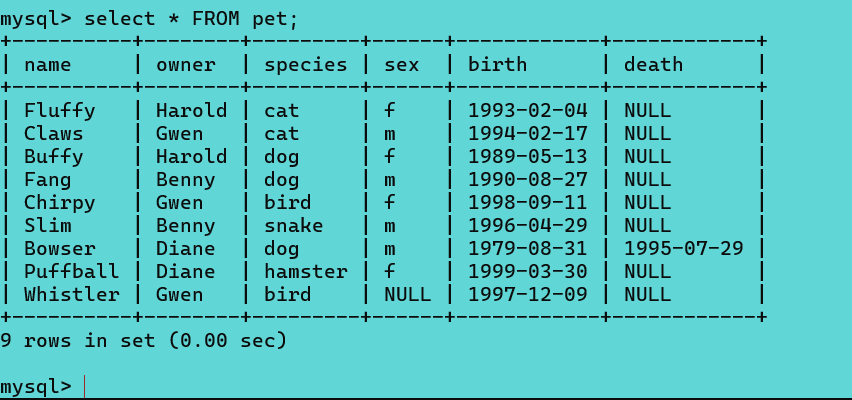 mysql> select * FROM pet;
+----------+--------+---------+------+------------+------------+
| name     | owner  | species | sex  | birth      | death      |
+----------+--------+---------+------+------------+------------+
| Fluffy   | Harold | cat     | f    | 1993-02-04 | NULL       |
| Claws    | Gwen   | cat     | m    | 1994-02-17 | NULL       |
| Buffy    | Harold | dog     | f    | 1989-05-13 | NULL       |
| Fang     | Benny  | dog     | m    | 1990-08-27 | NULL       |
| Chirpy   | Gwen   | bird    | f    | 1998-09-11 | NULL       |
| Slim     | Benny  | snake   | m    | 1996-04-29 | NULL       |
| Bowser   | Diane  | dog     | m    | 1979-08-31 | 1995-07-29 |
| Puffball | Diane  | hamster | f    | 1999-03-30 | NULL       |
| Whistler | Gwen   | bird    | NULL | 1997-12-09 | NULL       |
+----------+--------+---------+------+------------+------------+
9 rows in set (0.00 sec)
mysql>